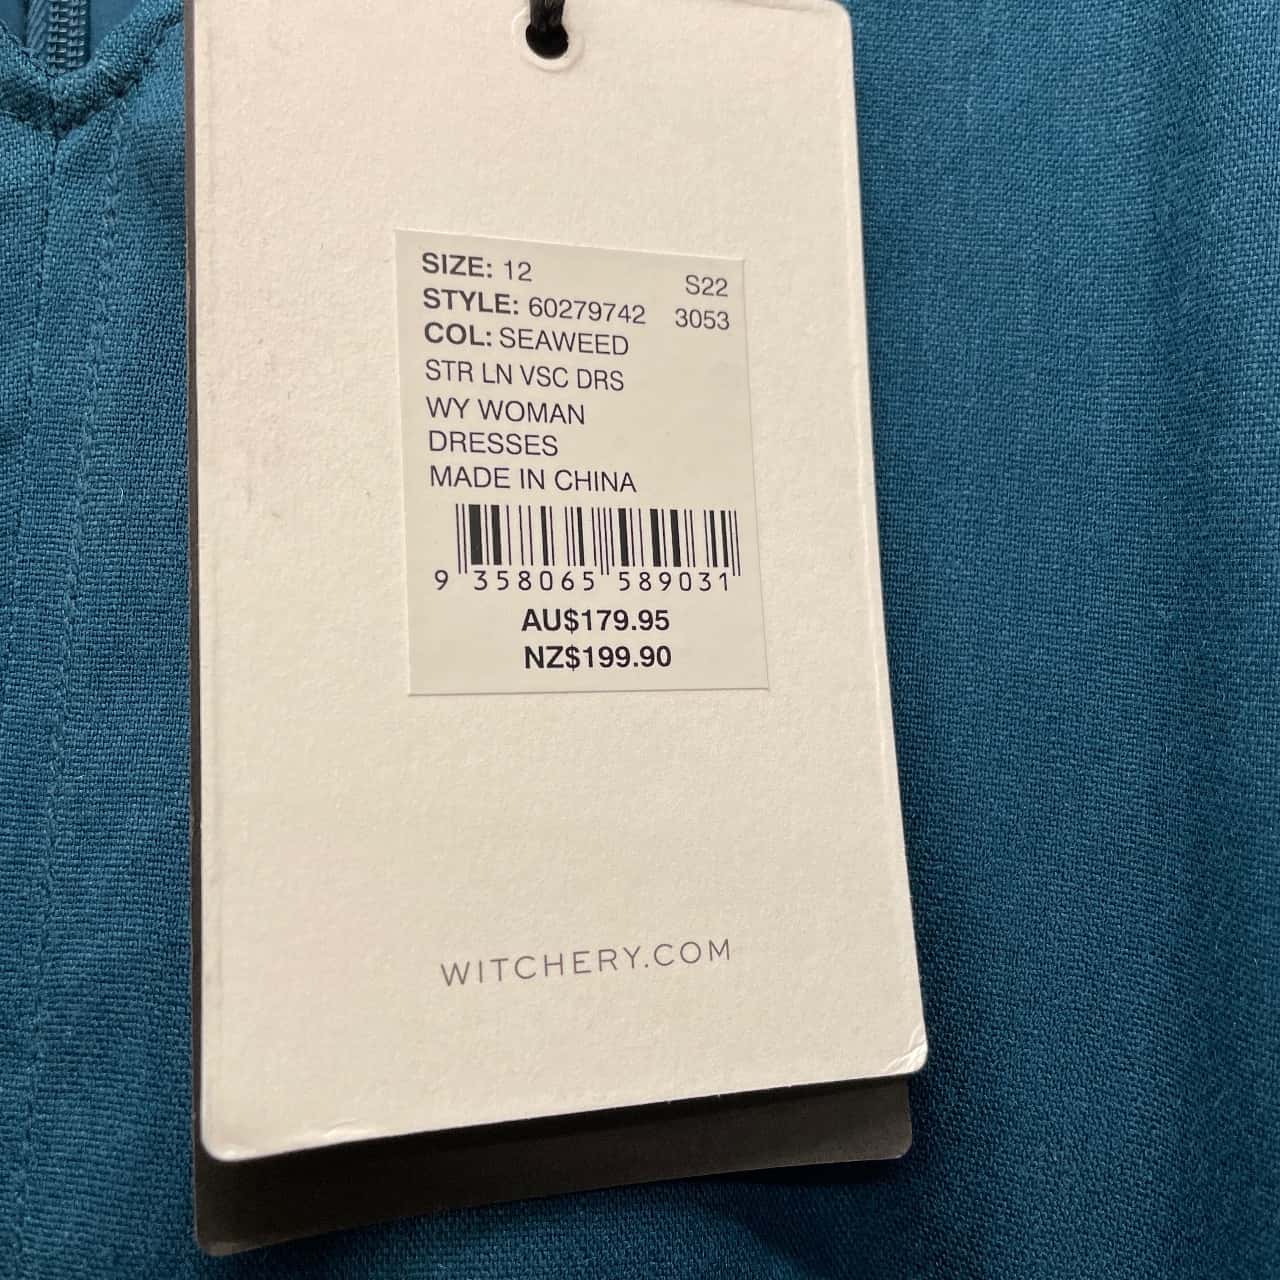 SIZE: 12 S22
STYLE: 60279742 3053
COL: SEAWEED
STR LN VSC DRS
WY WOMAN
DRESSES
MADE IN CHINA
9 358065 589031
AU$179.95
NZ$199.90
WITCHERY.COM